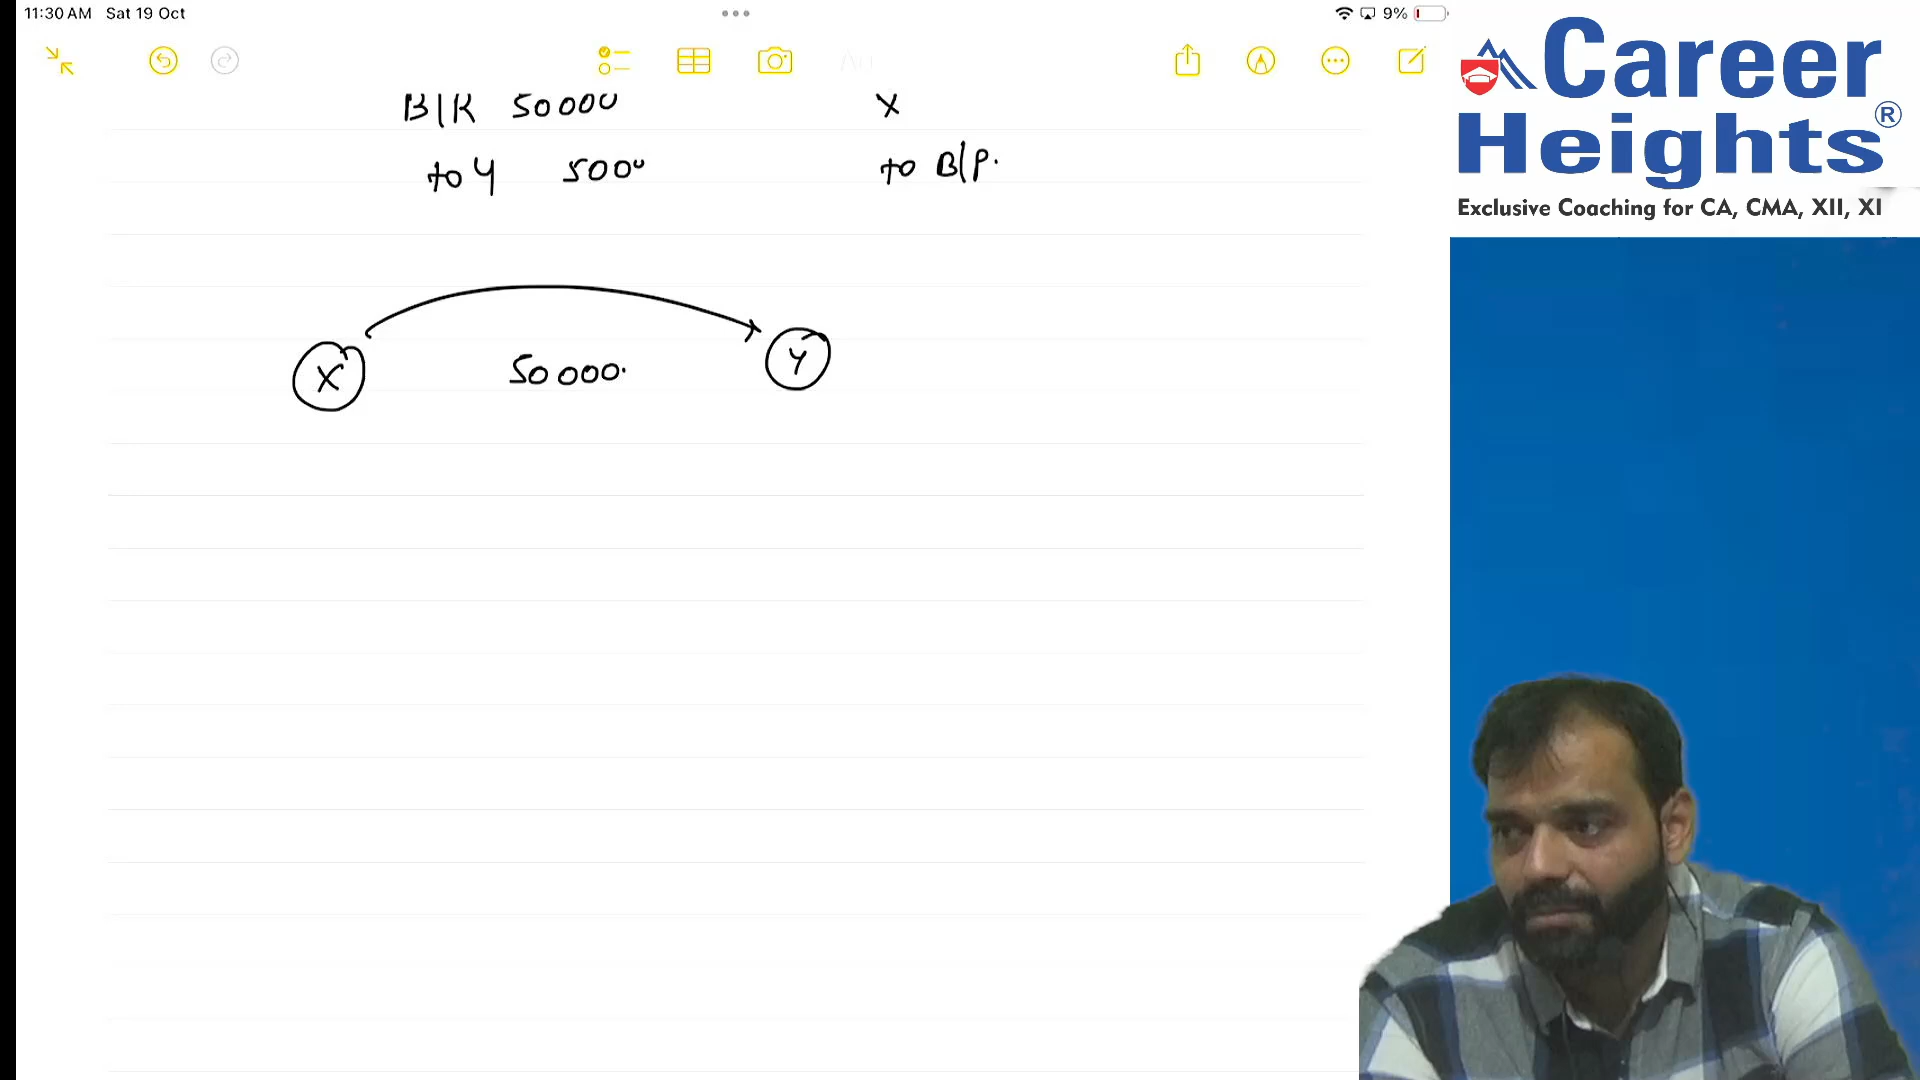 11:30 AM Sat 19 Oct
9%
B/R 50000
X
to Y 5000
to B/P.
X
50000.
Y
Career
Heights®
Exclusive Coaching for CA, CMA, XII, XI